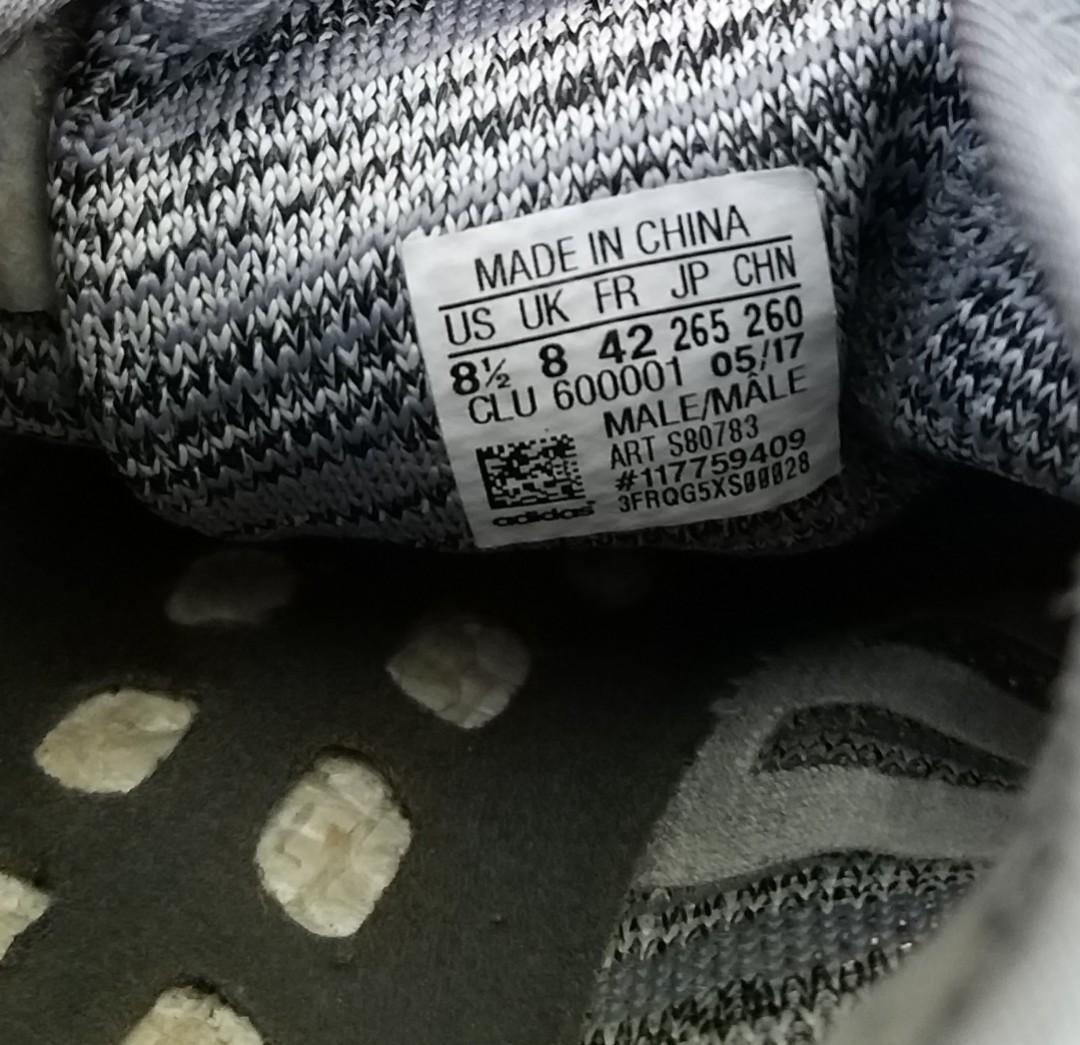 MADE IN CHINA
US UK FR JP CHN
8½ 8 42 265 260
CLU 600001 05/17
MALE/MÂLE
ART S80783
#117759409
3FRQG5XS00028
adidas